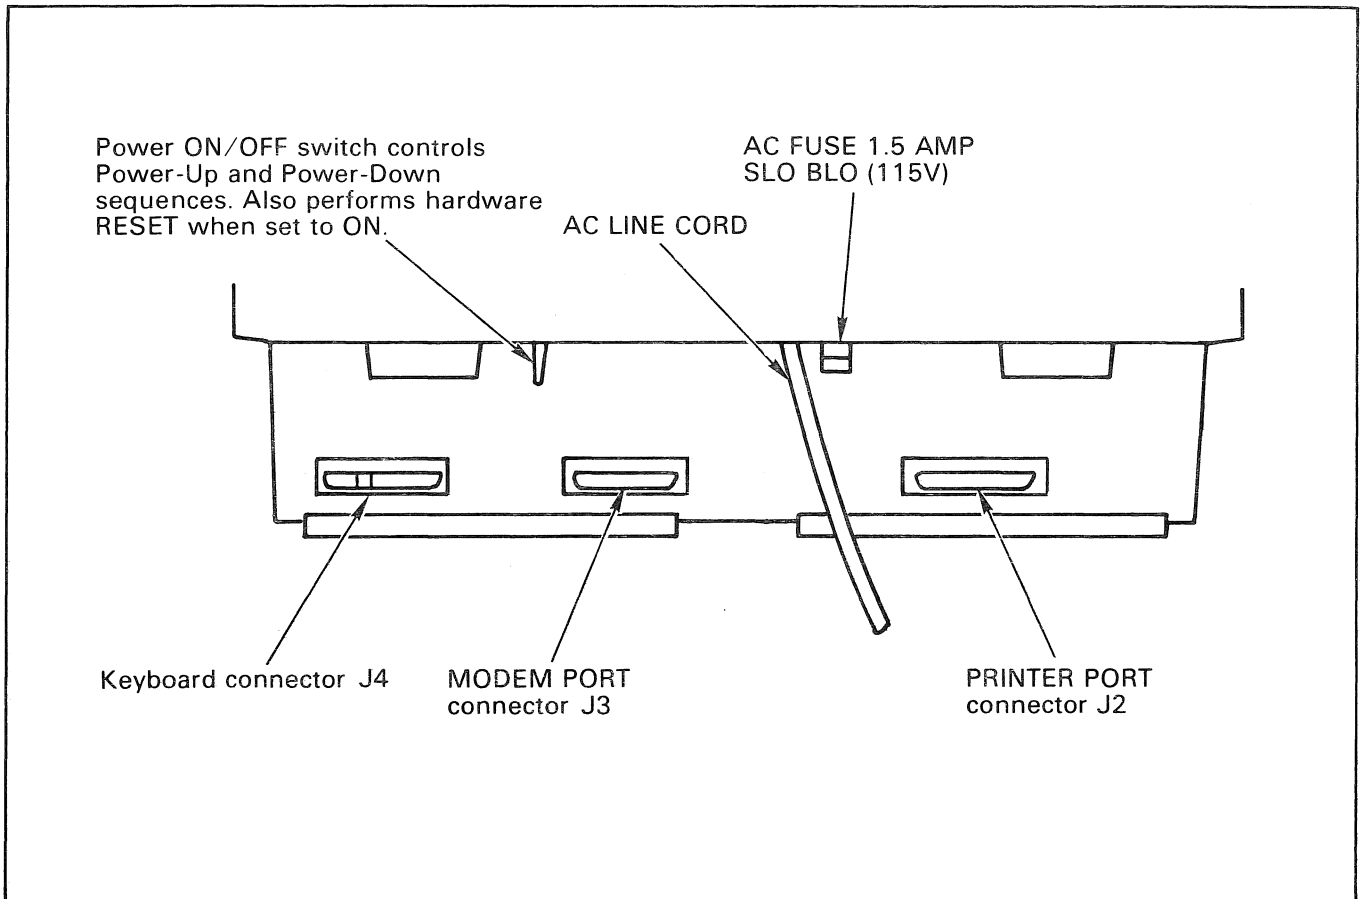 Power ON/OFF switch controls
Power-Up and Power-Down
sequences. Also performs hardware
RESET when set to ON.
AC LINE CORD
AC FUSE 1.5 AMP
SLO BLO (115V)
Keyboard connector J4
MODEM PORT
connector J3
PRINTER PORT
connector J2